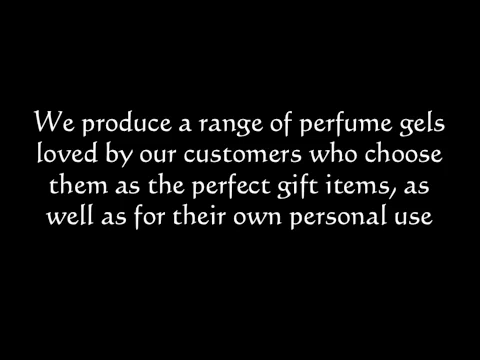 We produce a range of perfume gels
loved by our customers who choose
them as the perfect gift items, as
well as for their own personal use